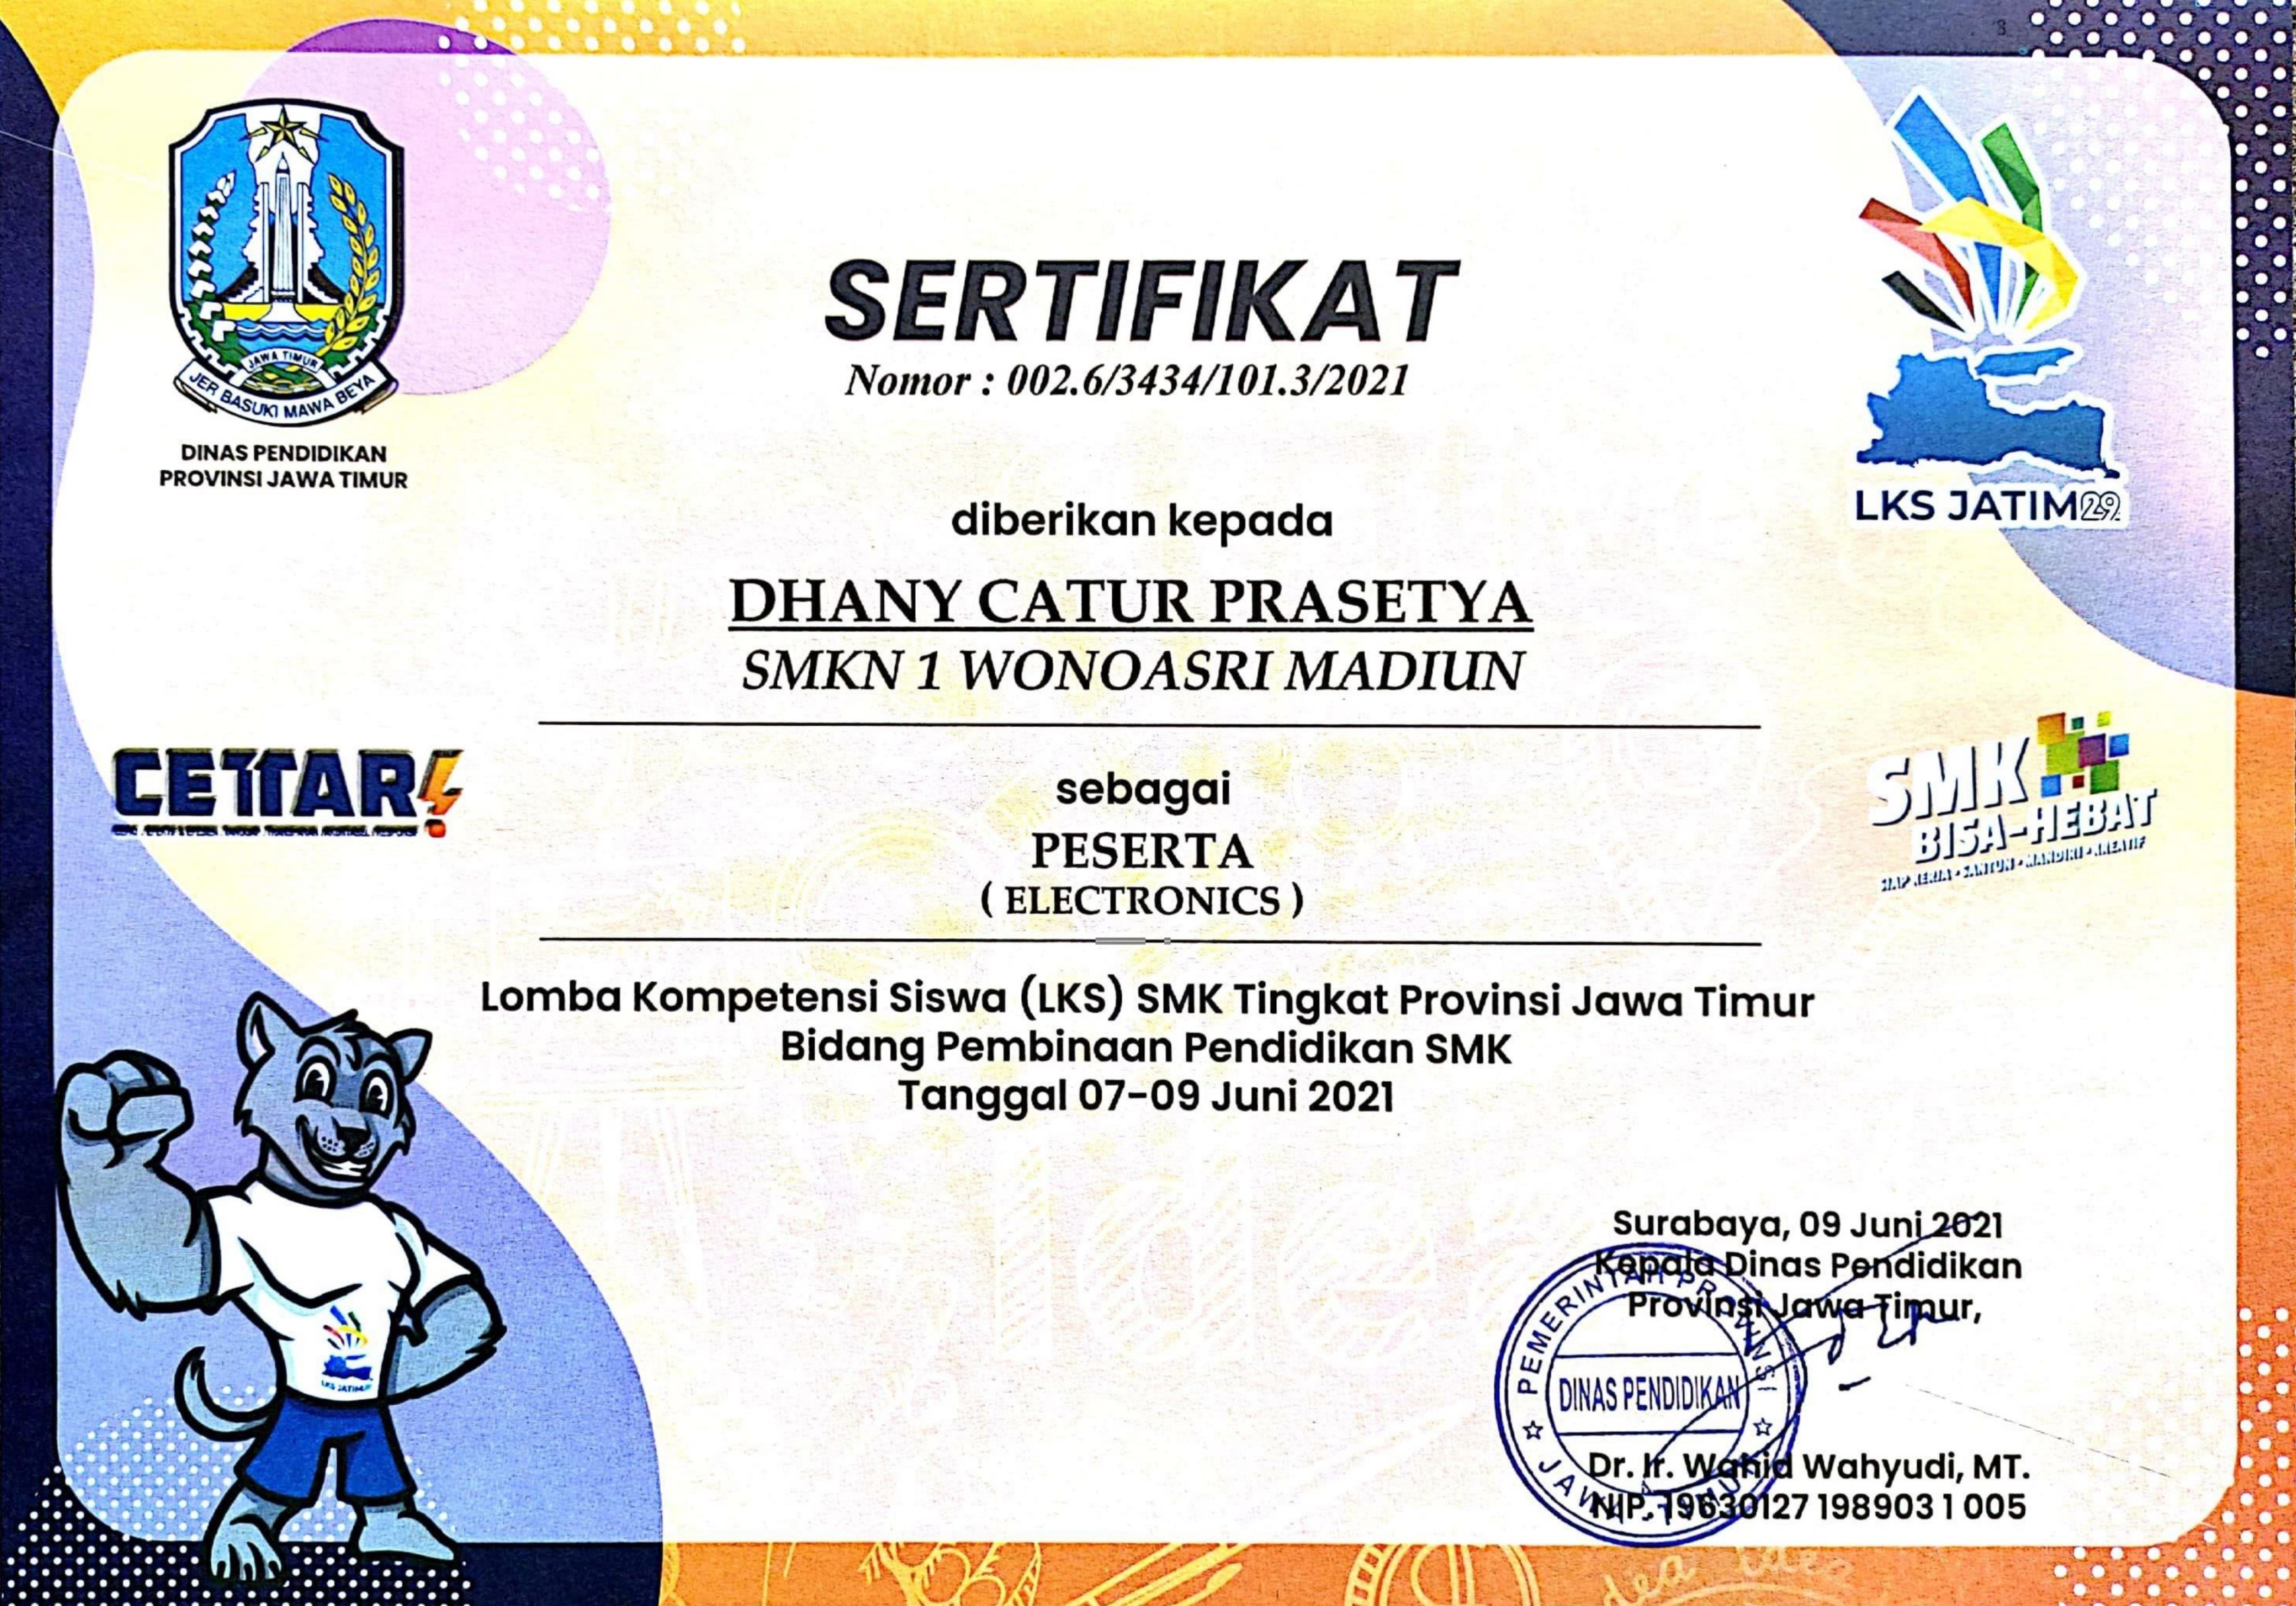 JAWA TIMUR
JER BASUKI MAWA BEYA
DINAS PENDIDIKAN
PROVINSI JAWA TIMUR
LKS JATIM 29
SERTIFIKAT
Nomor : 002.6/3434/101.3/2021
diberikan kepada
DHANY CATUR PRASETYA
SMKN 1 WONOASRI MADIUN
CETTAR!
SMK
BISA-HEBAT
SIAP KERJA • SANTUN • MANDIRI • KREATIF
sebagai
PESERTA
( ELECTRONICS )
Lomba Kompetensi Siswa (LKS) SMK Tingkat Provinsi Jawa Timur
Bidang Pembinaan Pendidikan SMK
Tanggal 07-09 Juni 2021
LKS JATIM
Surabaya, 09 Juni 2021
Kepala Dinas Pendidikan
Provinsi Jawa Timur,
PEMERINTAH PROVINSI
DINAS PENDIDIKAN
JAWA TIMUR
Dr. Ir. Wahid Wahyudi, MT.
NIP. 19630127 198903 1 005
idea idea